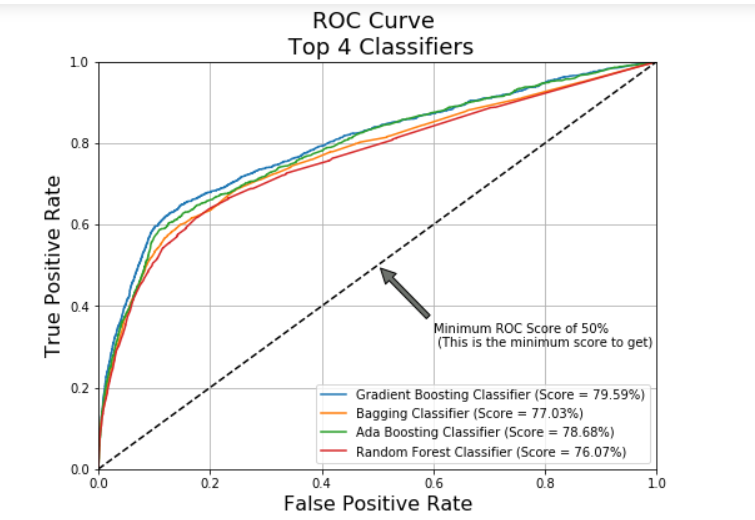 ROC Curve
Top 4 Classifiers
1.0
0.8
0.6
0.4
0.2
0.0
True Positive Rate
Minimum ROC Score of 50%
(This is the minimum score to get)
Gradient Boosting Classifier (Score = 79.59%)
Bagging Classifier (Score = 77.03%)
Ada Boosting Classifier (Score = 78.68%)
Random Forest Classifier (Score = 76.07%)
0.0 0.2 0.4 0.6 0.8 1.0
False Positive Rate